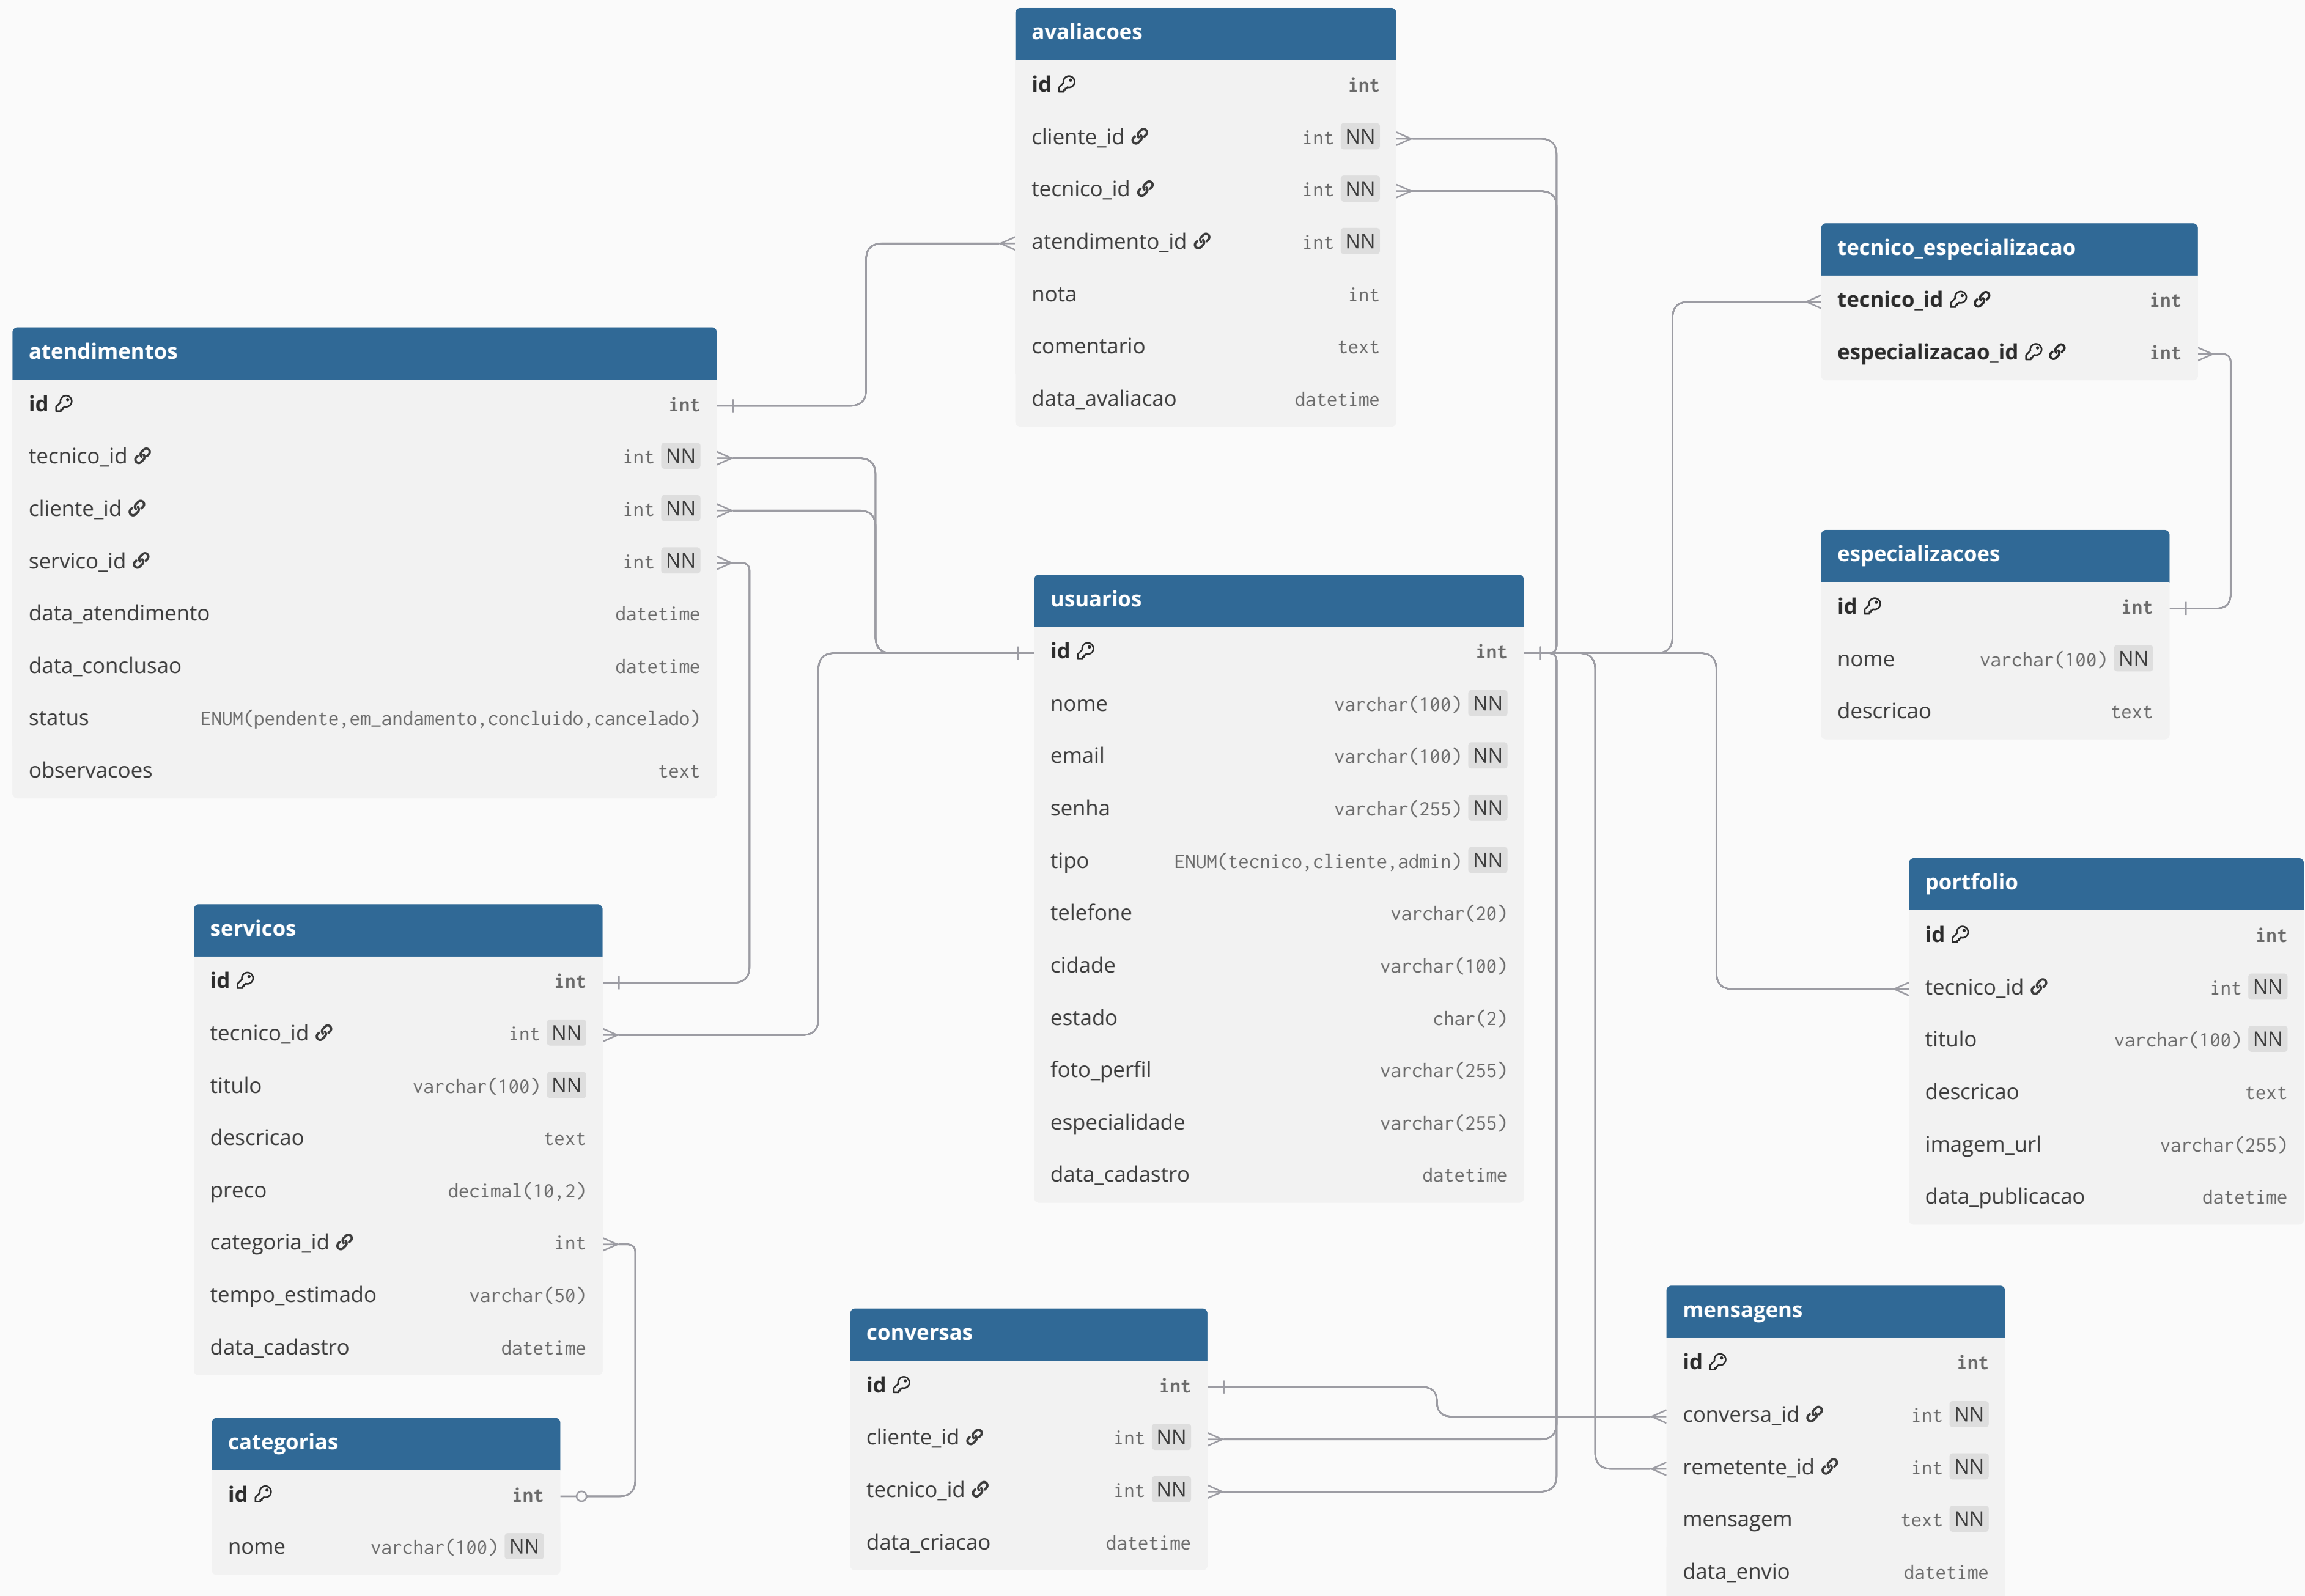 avaliacoes
id int
cliente_id int NN
tecnico_id int NN
atendimento_id int NN
nota int
comentario text
data_avaliacao datetime
tecnico_especializacao
tecnico_id int
especializacao_id int
atendimentos
id int
tecnico_id int NN
cliente_id int NN
servico_id int NN
data_atendimento datetime
data_conclusao datetime
status ENUM(pendente,em_andamento,concluido,cancelado)
observacoes text
especializacoes
id int
nome varchar(100) NN
descricao text
usuarios
id int
nome varchar(100) NN
email varchar(100) NN
senha varchar(255) NN
tipo ENUM(tecnico,cliente,admin) NN
telefone varchar(20)
cidade varchar(100)
estado char(2)
foto_perfil varchar(255)
especialidade varchar(255)
data_cadastro datetime
portfolio
id int
tecnico_id int NN
titulo varchar(100) NN
descricao text
imagem_url varchar(255)
data_publicacao datetime
servicos
id int
tecnico_id int NN
titulo varchar(100) NN
descricao text
preco decimal(10,2)
categoria_id int
tempo_estimado varchar(50)
data_cadastro datetime
conversas
id int
cliente_id int NN
tecnico_id int NN
data_criacao datetime
mensagens
id int
conversa_id int NN
remetente_id int NN
mensagem text NN
data_envio datetime
categorias
id int
nome varchar(100) NN